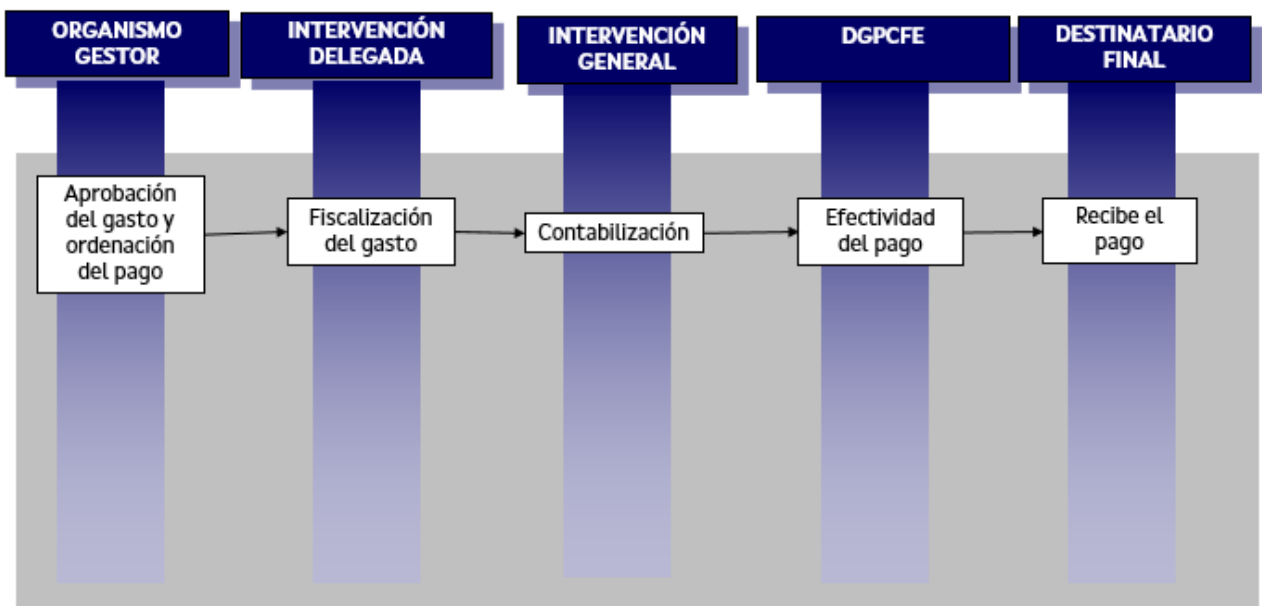 ORGANISMO
GESTOR
INTERVENCIÓN
DELEGADA
INTERVENCIÓN
GENERAL
DGPCFE
DESTINATARIO
FINAL
Aprobación
del gasto y
ordenación
del pago
Fiscalización
del gasto
Contabilización
Efectividad
del pago
Recibe el
pago